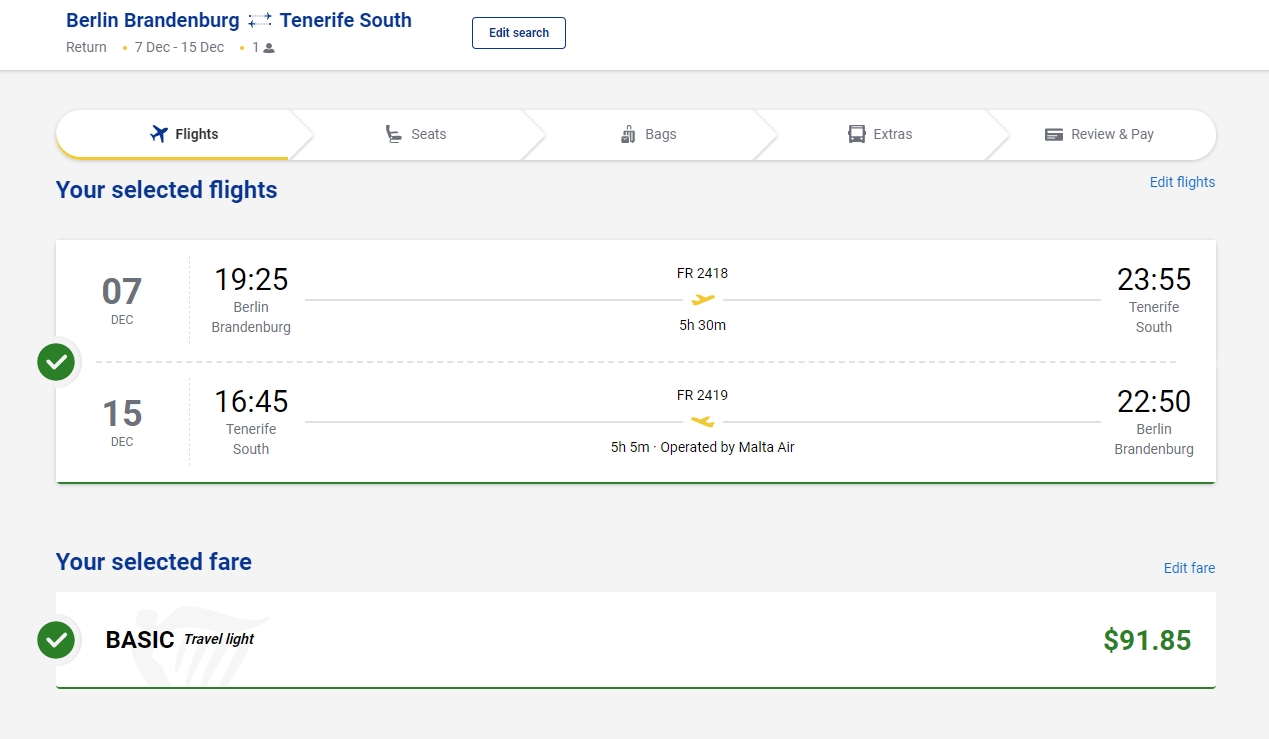 Berlin Brandenburg Tenerife South
Edit search
Return • 7 Dec - 15 Dec • 1
Flights
Seats
Bags
Extras
Review & Pay
Your selected flights
Edit flights
07
DEC
19:25
Berlin
Brandenburg
FR 2418
5h 30m
23:55
Tenerife
South
15
DEC
16:45
Tenerife
South
FR 2419
5h 5m · Operated by Malta Air
22:50
Berlin
Brandenburg
Your selected fare
Edit fare
BASIC Travel light
$91.85